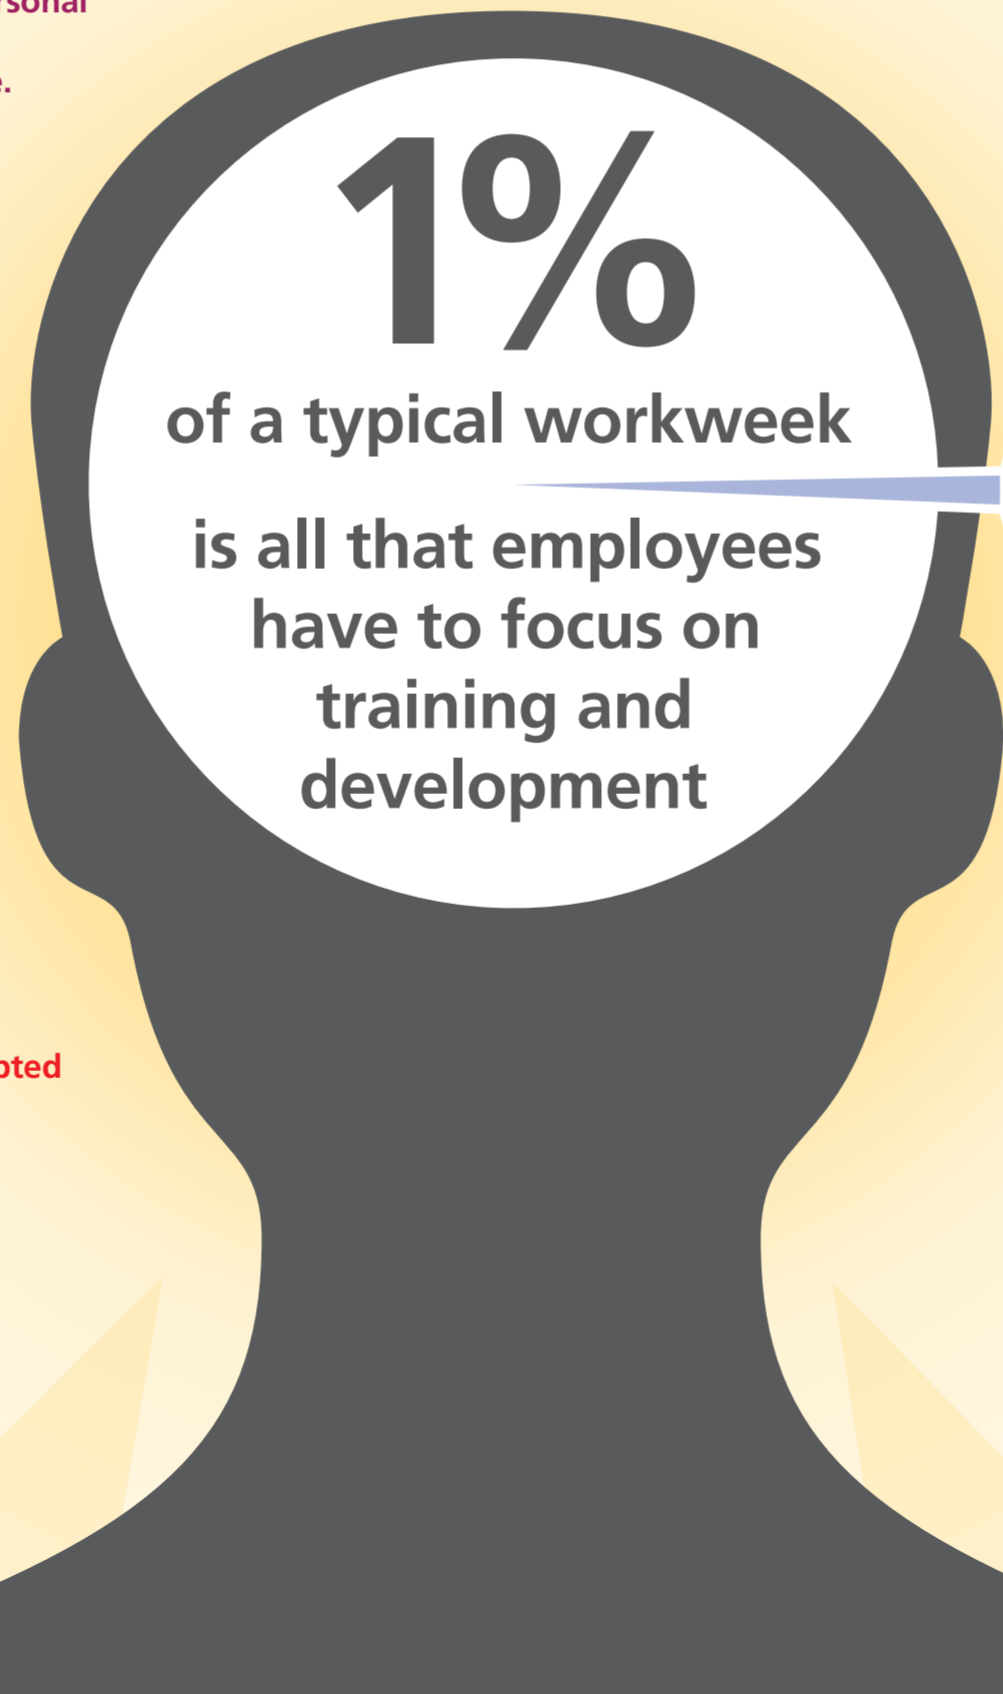 1%
of a typical workweek
is all that employees
have to focus on
training and
development